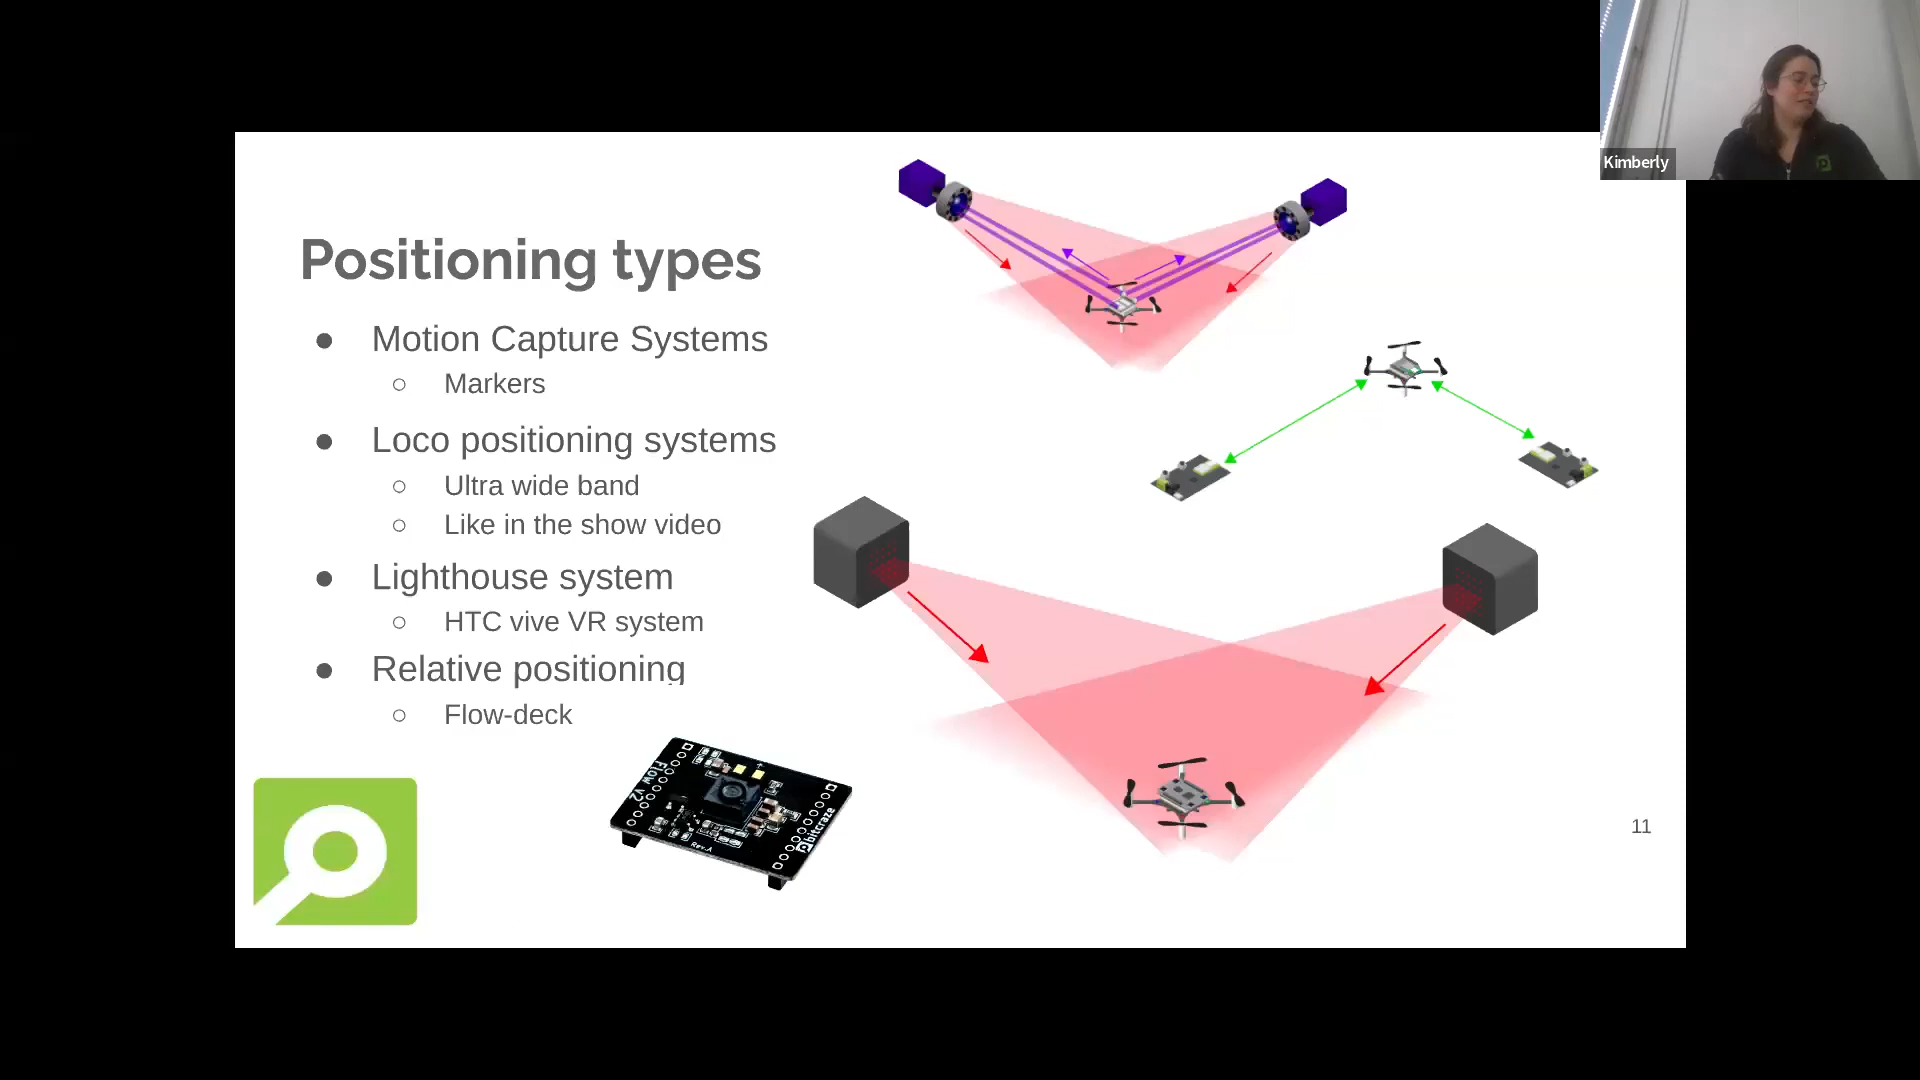 Kimberly
Positioning types
● Motion Capture Systems
○ Markers
● Loco positioning systems
○ Ultra wide band
○ Like in the show video
● Lighthouse system
○ HTC vive VR system
● Relative positioning
○ Flow-deck
Flow V2
Rev.A
bitcraze
11